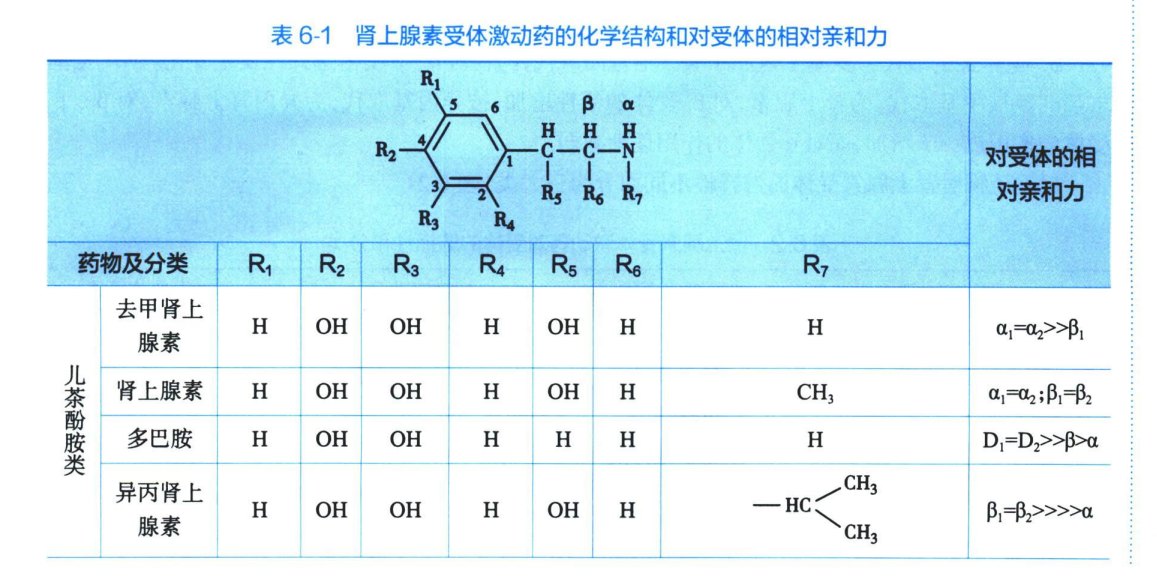 表 6-1 肾上腺素受体激动药的化学结构和对受体的相对亲和力
R₁
5 6 β α
4 H H H
R₂ 1 C C N
3 2 R₅ R₆ R₇
R₃ R₄
对受体的相
对亲和力
药物及分类 R₁ R₂ R₃ R₄ R₅ R₆ R₇
儿茶酚胺类
去甲肾上
腺素
H OH OH H OH H H α₁=α₂>>β₁
肾上腺素 H OH OH H OH H CH₃ α₁=α₂;β₁=β₂
多巴胺 H OH OH H H H H D₁=D₂>>β>α
异丙肾上
腺素
H OH OH H OH H —HC CH₃ CH₃ β₁=β₂>>>>α